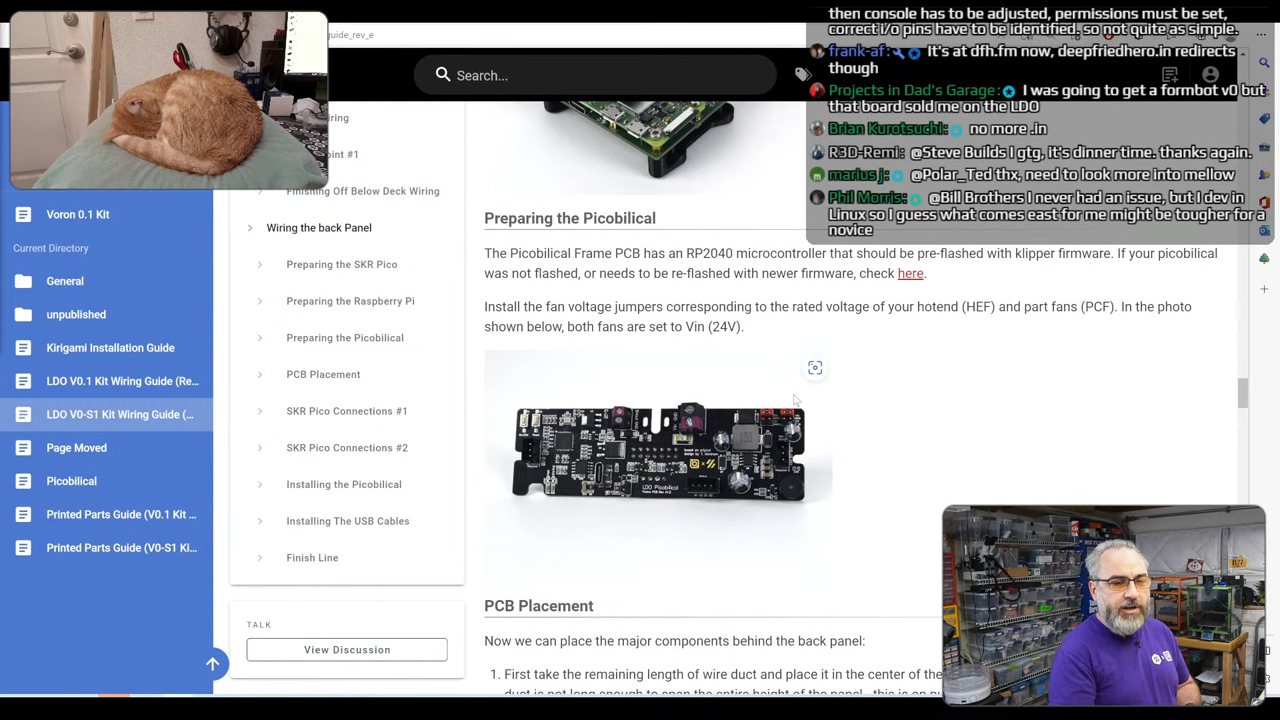 guide_rev_e
Search...
then console has to be adjusted, permissions must be set,
correct i/o pins have to be identified. so not quite as simple.
frank-af: It's at dfh.fm now, deepfriedhero.in redirects
though
Projects in Dad's Garage: I was going to get a formbot v0 but
that board sold me on the LDO
Brian Kurotsuchi: no more .in
R3D-Remi: @Steve Builds I gtg, it's dinner time. thanks again.
marius j: @Polar_Ted thx, need to look more into mellow
Phil Morris: @Bill Brothers I never had an issue, but I dev in
Linux so I guess what comes east for me might be tougher for a
novice
Voron 0.1 Kit
Current Directory
General
unpublished
Kirigami Installation Guide
LDO V0.1 Kit Wiring Guide (Re...
LDO V0-S1 Kit Wiring Guide (...
Page Moved
Picobilical
Printed Parts Guide (V0.1 Kit ...
Printed Parts Guide (V0-S1 Ki...
iring
oint #1
Finishing Off Below Deck Wiring
Wiring the back Panel
Preparing the SKR Pico
Preparing the Raspberry Pi
Preparing the Picobilical
PCB Placement
SKR Pico Connections #1
SKR Pico Connections #2
Installing the Picobilical
Installing The USB Cables
Finish Line
TALK
View Discussion
Preparing the Picobilical
The Picobilical Frame PCB has an RP2040 microcontroller that should be pre-flashed with klipper firmware. If your picobilical
was not flashed, or needs to be re-flashed with newer firmware, check here.
Install the fan voltage jumpers corresponding to the rated voltage of your hotend (HEF) and part fans (PCF). In the photo
shown below, both fans are set to Vin (24V).
LDO Picobilical
PCB Placement
Now we can place the major components behind the back panel:
1. First take the remaining length of wire duct and place it in the center of the